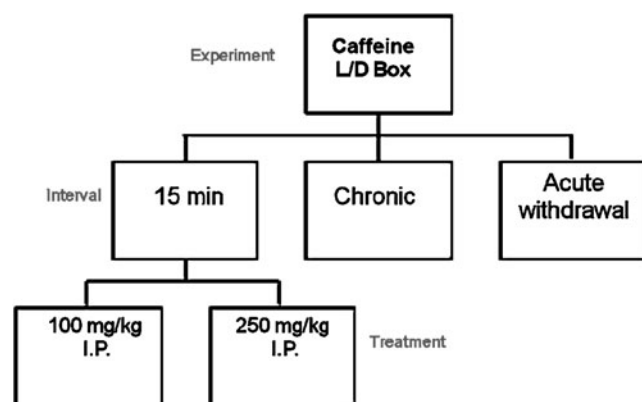 Experiment
Caffeine
L/D Box
Interval
15 min
Chronic
Acute
withdrawal
100 mg/kg
I.P.
250 mg/kg
I.P.
Treatment